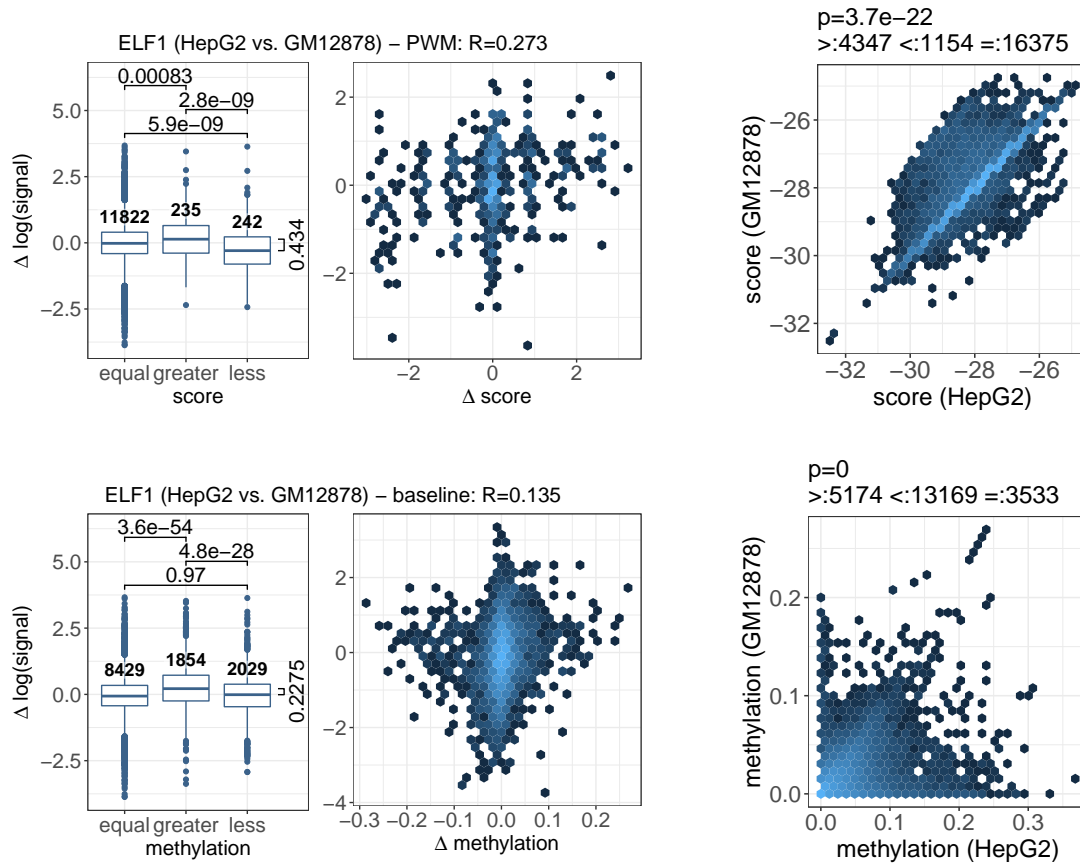 ELF1 (HepG2 vs. GM12878) − PWM: R=0.273
0.00083
2.8e−09
5.9e−09
11822
235
242
0.434
5.0
2.5
0.0
−2.5
Δ log(signal)
equal greater less
score
2
0
−2
−2 0 2
Δ score
p=3.7e−22
>:4347 <:1154 =:16375
−26
−28
−30
−32
score (GM12878)
−32 −30 −28 −26
score (HepG2)
ELF1 (HepG2 vs. GM12878) − baseline: R=0.135
3.6e−54
4.8e−28
0.97
8429
1854
2029
0.2275
5.0
2.5
0.0
−2.5
Δ log(signal)
equal greater less
methylation
2
0
−2
−4
−0.3 −0.2 −0.1 0.0 0.1 0.2
Δ methylation
p=0
>:5174 <:13169 =:3533
0.2
0.1
0.0
methylation (GM12878)
0.0 0.1 0.2 0.3
methylation (HepG2)